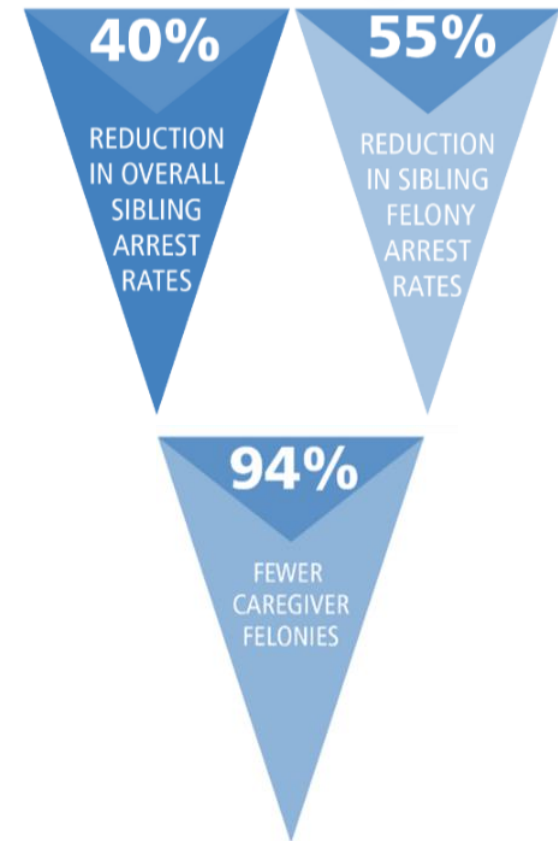 40%
REDUCTION
IN OVERALL
SIBLING
ARREST
RATES
55%
REDUCTION
IN SIBLING
FELONY
ARREST
RATES
94%
FEWER
CAREGIVER
FELONIES